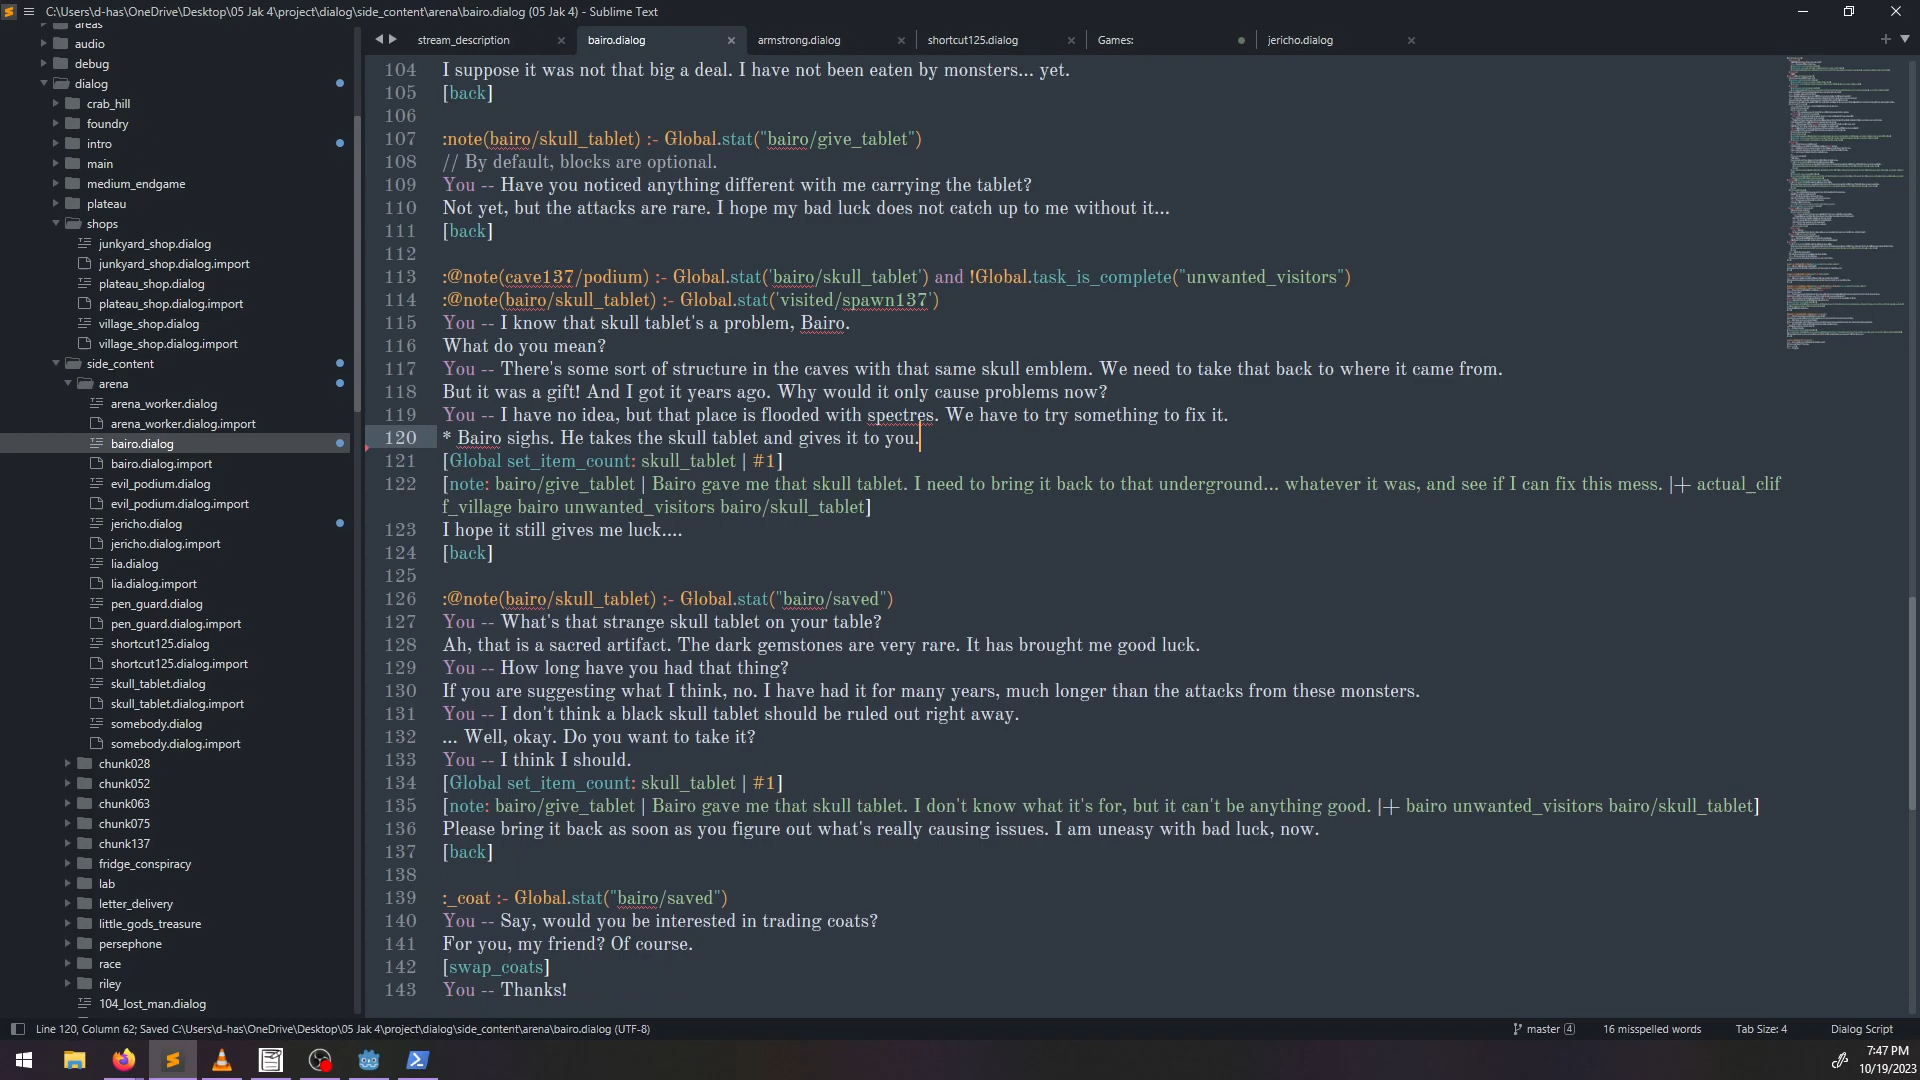 C:\Users\d-has\OneDrive\Desktop\05 Jak 4\project\dialog\side_content\arena\bairo.dialog (05 Jak 4) - Sublime Text
areas
audio
debug
dialog
crab_hill
foundry
intro
main
medium_endgame
plateau
shops
junkyard_shop.dialog
junkyard_shop.dialog.import
plateau_shop.dialog
plateau_shop.dialog.import
village_shop.dialog
village_shop.dialog.import
side_content
arena
arena_worker.dialog
arena_worker.dialog.import
bairo.dialog
bairo.dialog.import
evil_podium.dialog
evil_podium.dialog.import
jericho.dialog
jericho.dialog.import
lia.dialog
lia.dialog.import
pen_guard.dialog
pen_guard.dialog.import
shortcut125.dialog
shortcut125.dialog.import
skull_tablet.dialog
skull_tablet.dialog.import
somebody.dialog
somebody.dialog.import
chunk028
chunk052
chunk063
chunk075
chunk137
fridge_conspiracy
lab
letter_delivery
little_gods_treasure
persephone
race
riley
104_lost_man.dialog
stream_description
bairo.dialog
armstrong.dialog
shortcut125.dialog
Games:
jericho.dialog
104 I suppose it was not that big a deal. I have not been eaten by monsters... yet.
105 [back]
106
107 :note(bairo/skull_tablet) :- Global.stat("bairo/give_tablet")
108 // By default, blocks are optional.
109 You -- Have you noticed anything different with me carrying the tablet?
110 Not yet, but the attacks are rare. I hope my bad luck does not catch up to me without it...
111 [back]
112
113 :@note(cave137/podium) :- Global.stat('bairo/skull_tablet') and !Global.task_is_complete("unwanted_visitors")
114 :@note(bairo/skull_tablet) :- Global.stat('visited/spawn137')
115 You -- I know that skull tablet's a problem, Bairo.
116 What do you mean?
117 You -- There's some sort of structure in the caves with that same skull emblem. We need to take that back to where it came from.
118 But it was a gift! And I got it years ago. Why would it only cause problems now?
119 You -- I have no idea, but that place is flooded with spectres. We have to try something to fix it.
120 * Bairo sighs. He takes the skull tablet and gives it to you.
121 [Global set_item_count: skull_tablet | #1]
122 [note: bairo/give_tablet | Bairo gave me that skull tablet. I need to bring it back to that underground... whatever it was, and see if I can fix this mess. |+ actual_clif
f_village bairo unwanted_visitors bairo/skull_tablet]
123 I hope it still gives me luck....
124 [back]
125
126 :@note(bairo/skull_tablet) :- Global.stat("bairo/saved")
127 You -- What's that strange skull tablet on your table?
128 Ah, that is a sacred artifact. The dark gemstones are very rare. It has brought me good luck.
129 You -- How long have you had that thing?
130 If you are suggesting what I think, no. I have had it for many years, much longer than the attacks from these monsters.
131 You -- I don't think a black skull tablet should be ruled out right away.
132 ... Well, okay. Do you want to take it?
133 You -- I think I should.
134 [Global set_item_count: skull_tablet | #1]
135 [note: bairo/give_tablet | Bairo gave me that skull tablet. I don't know what it's for, but it can't be anything good. |+ bairo unwanted_visitors bairo/skull_tablet]
136 Please bring it back as soon as you figure out what's really causing issues. I am uneasy with bad luck, now.
137 [back]
138
139 :_coat :- Global.stat("bairo/saved")
140 You -- Say, would you be interested in trading coats?
141 For you, my friend? Of course.
142 [swap_coats]
143 You -- Thanks!
Line 120, Column 62; Saved C:\Users\d-has\OneDrive\Desktop\05 Jak 4\project\dialog\side_content\arena\bairo.dialog (UTF-8)
master 4
16 misspelled words
Tab Size: 4
Dialog Script
7:47 PM
10/19/2023